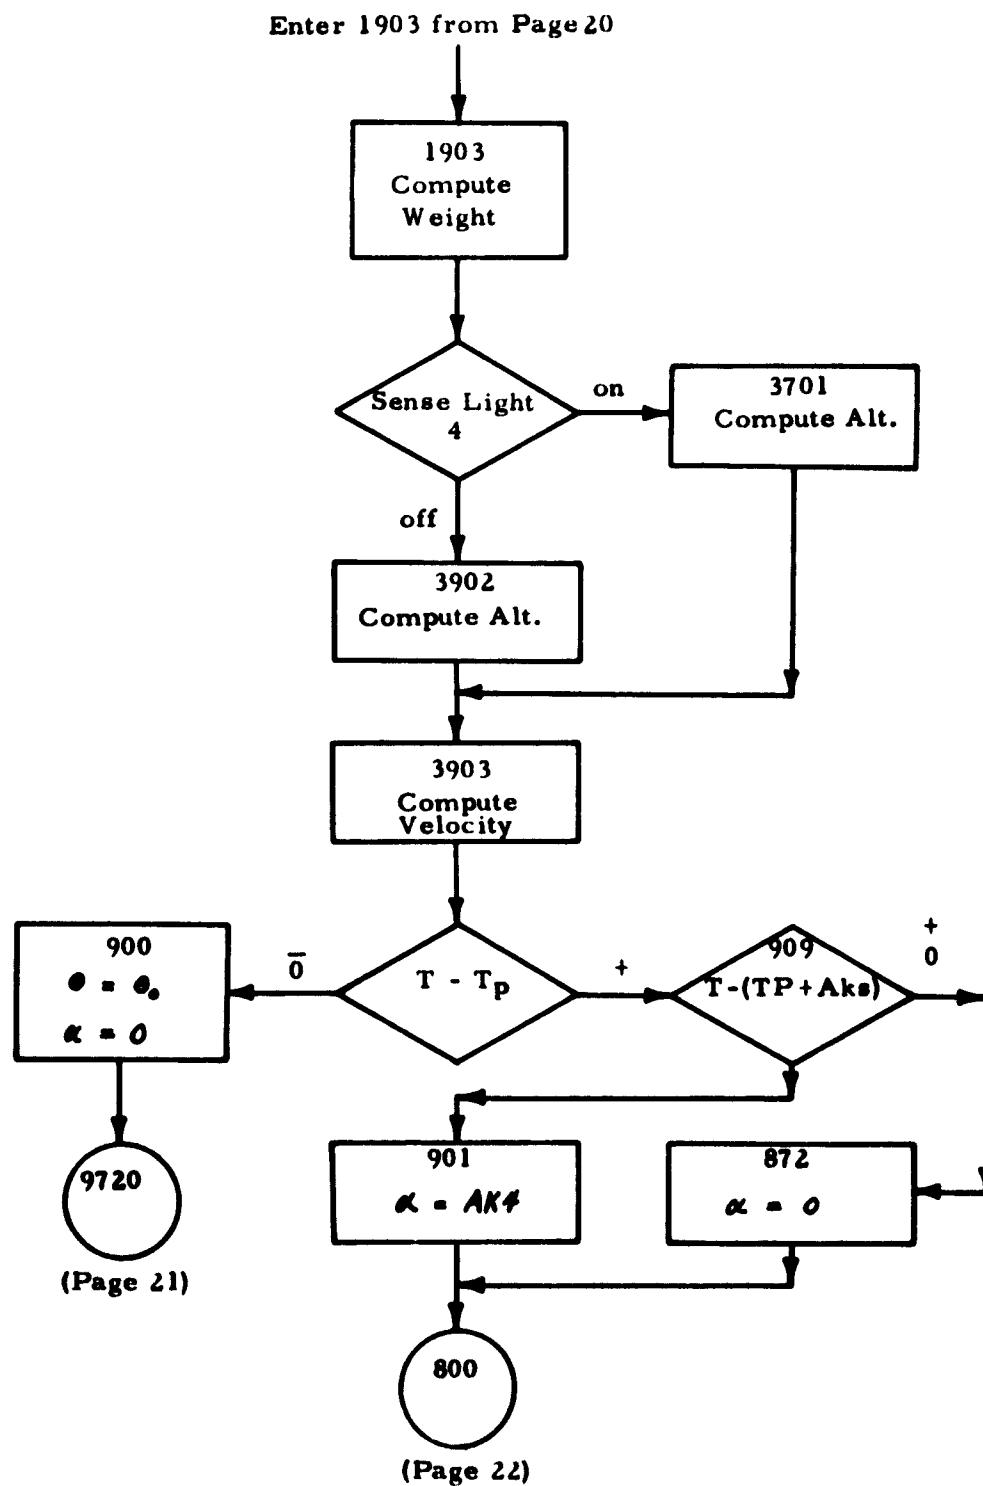 Enter 1903 from Page 20
1903
Compute
Weight
Sense Light
4
on
3701
Compute Alt.
off
3902
Compute Alt.
3903
Compute
Velocity
900
θ = θ₀
α = 0
–
0
T - Tp
+
909
T-(TP+Aks)
+
0
9720
(Page 21)
901
α = AK4
872
α = 0
800
(Page 22)